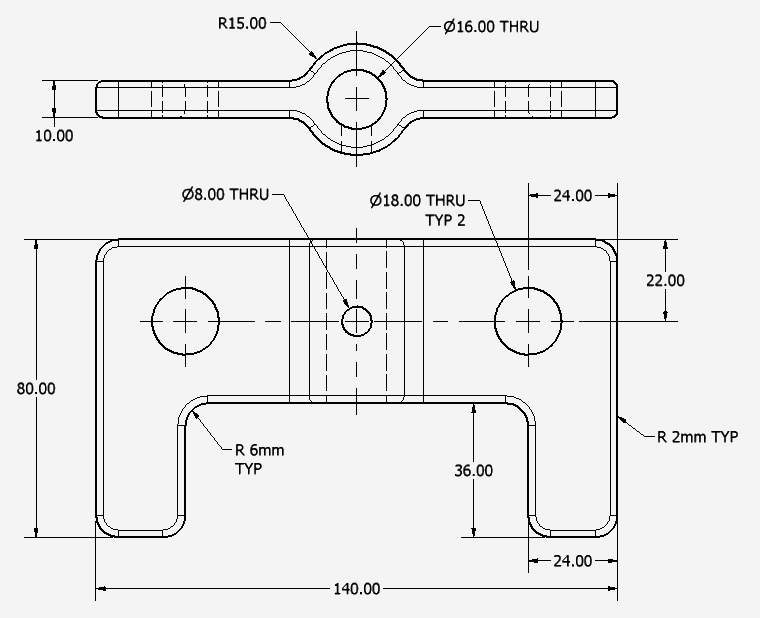 R15.00
Ø16.00 THRU
10.00
Ø8.00 THRU
Ø18.00 THRU
TYP 2
24.00
22.00
80.00
R 6mm
TYP
36.00
R 2mm TYP
24.00
140.00